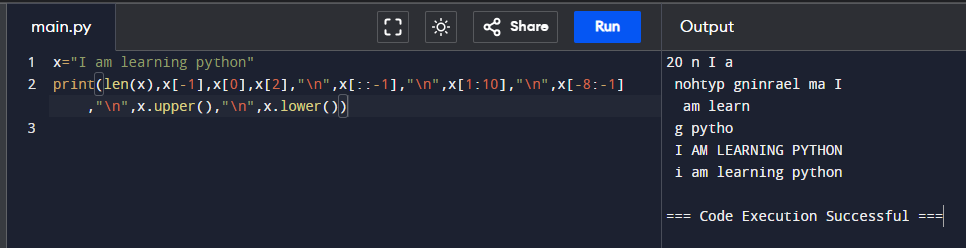 main.py
Share
Run
Output
1 x="I am learning python"
2 print(len(x),x[-1],x[0],x[2],"\n",x[::-1],"\n",x[1:10],"\n",x[-8:-1]
,"\n",x.upper(),"\n",x.lower())
3
20 n I a
nohtyp gninrael ma I
am learn
g pytho
I AM LEARNING PYTHON
i am learning python
=== Code Execution Successful ===